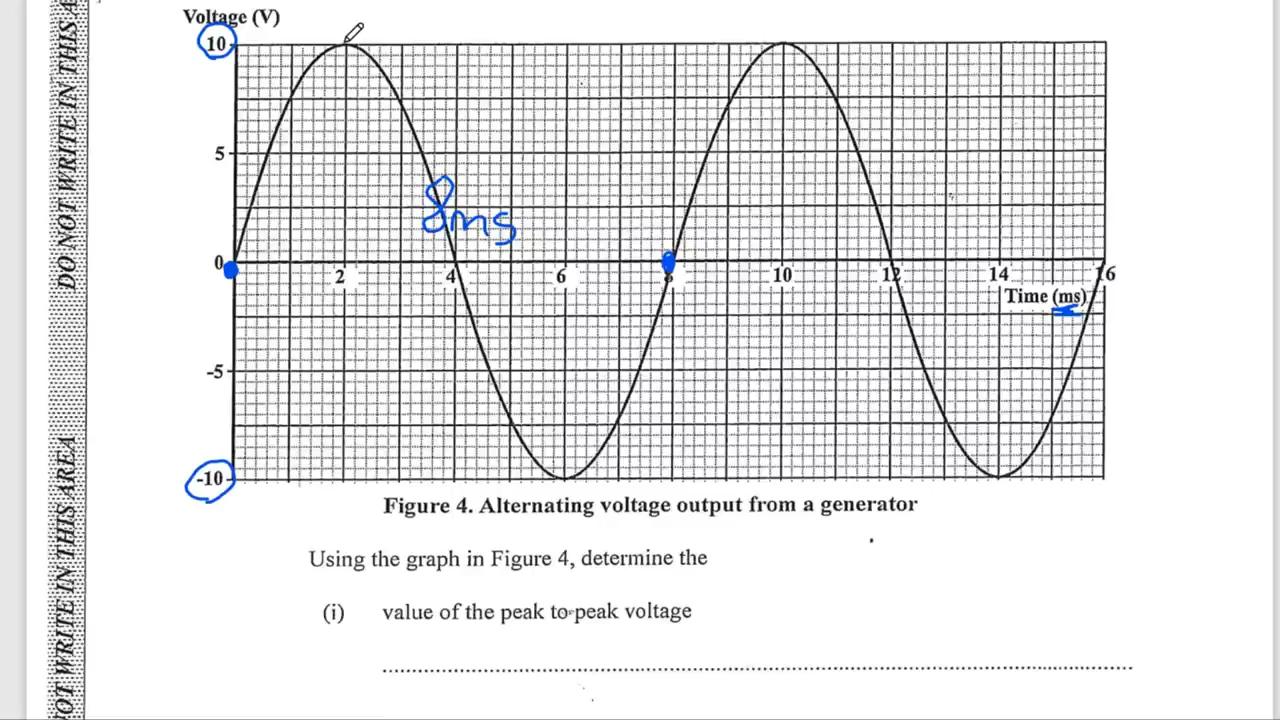 Voltage (V)
10
5
0
-5
-10
2
4
6
8
10
12
14
16
Time (ms)
8ms
Figure 4. Alternating voltage output from a generator
Using the graph in Figure 4, determine the
(i) value of the peak to-peak voltage
DO NOT WRITE IN THIS A
NOT WRITE IN THIS AREA